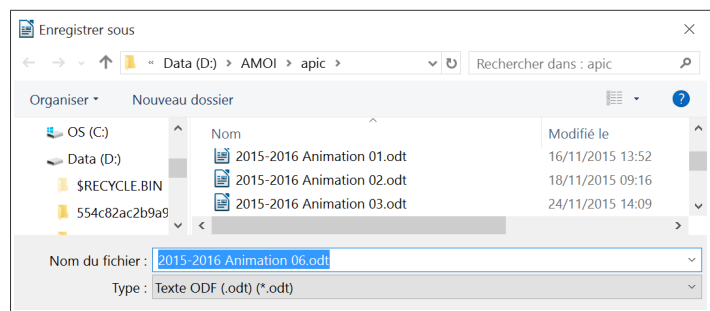 Enregistrer sous
« Data (D:) > AMOI > apic >
Rechercher dans : apic
Organiser
Nouveau dossier
?
OS (C:)
Data (D:)
$RECYCLE.BIN
554c82ac2b9a9
Nom
Modifié le
2015-2016 Animation 01.odt 16/11/2015 13:52
2015-2016 Animation 02.odt 18/11/2015 09:16
2015-2016 Animation 03.odt 24/11/2015 14:09
Nom du fichier : 2015-2016 Animation 06.odt
Type : Texte ODF (.odt) (*.odt)